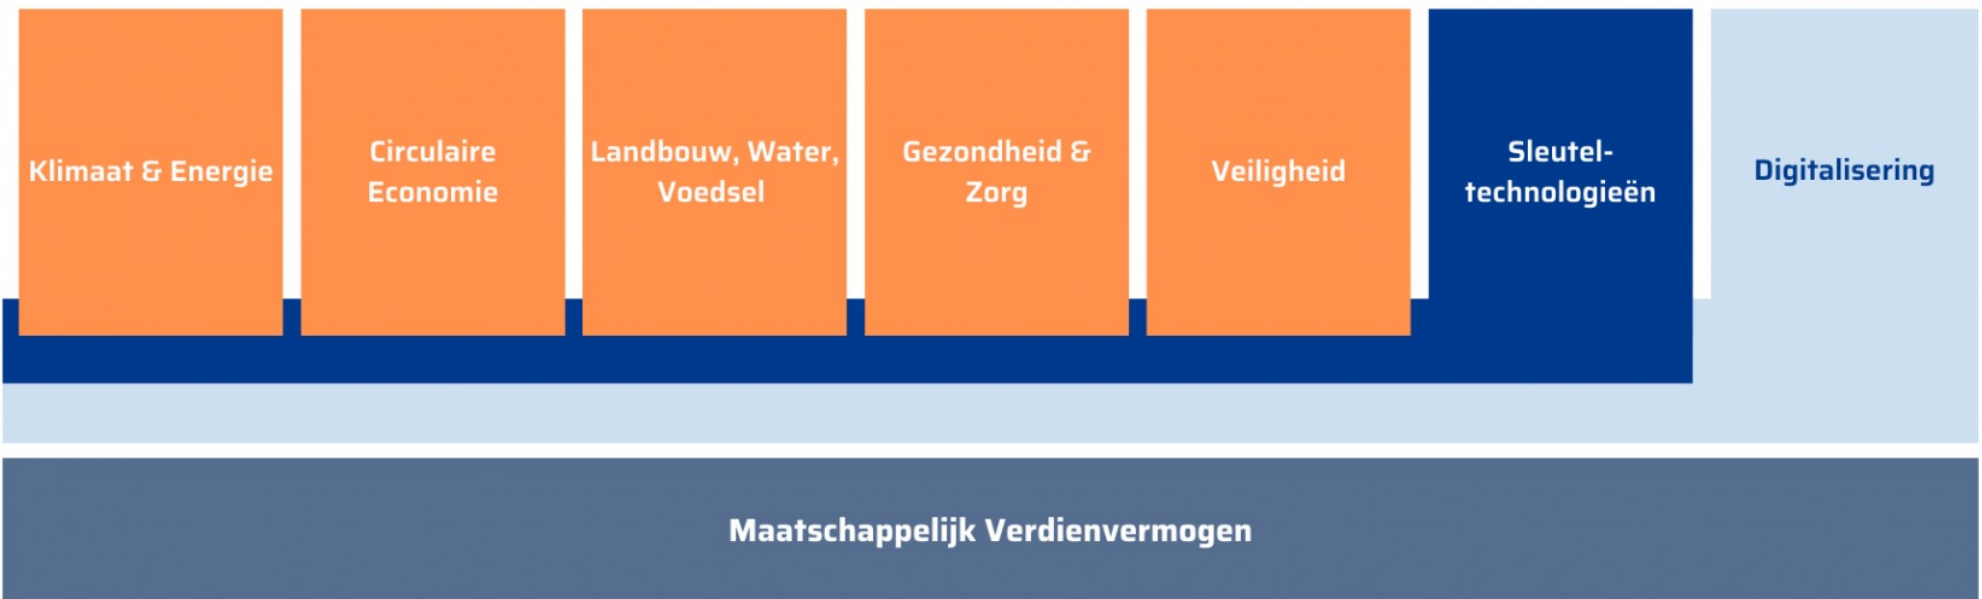 Klimaat & Energie
Circulaire
Economie
Landbouw, Water,
Voedsel
Gezondheid &
Zorg
Veiligheid
Sleutel-
technologieën
Digitalisering
Maatschappelijk Verdienvermogen